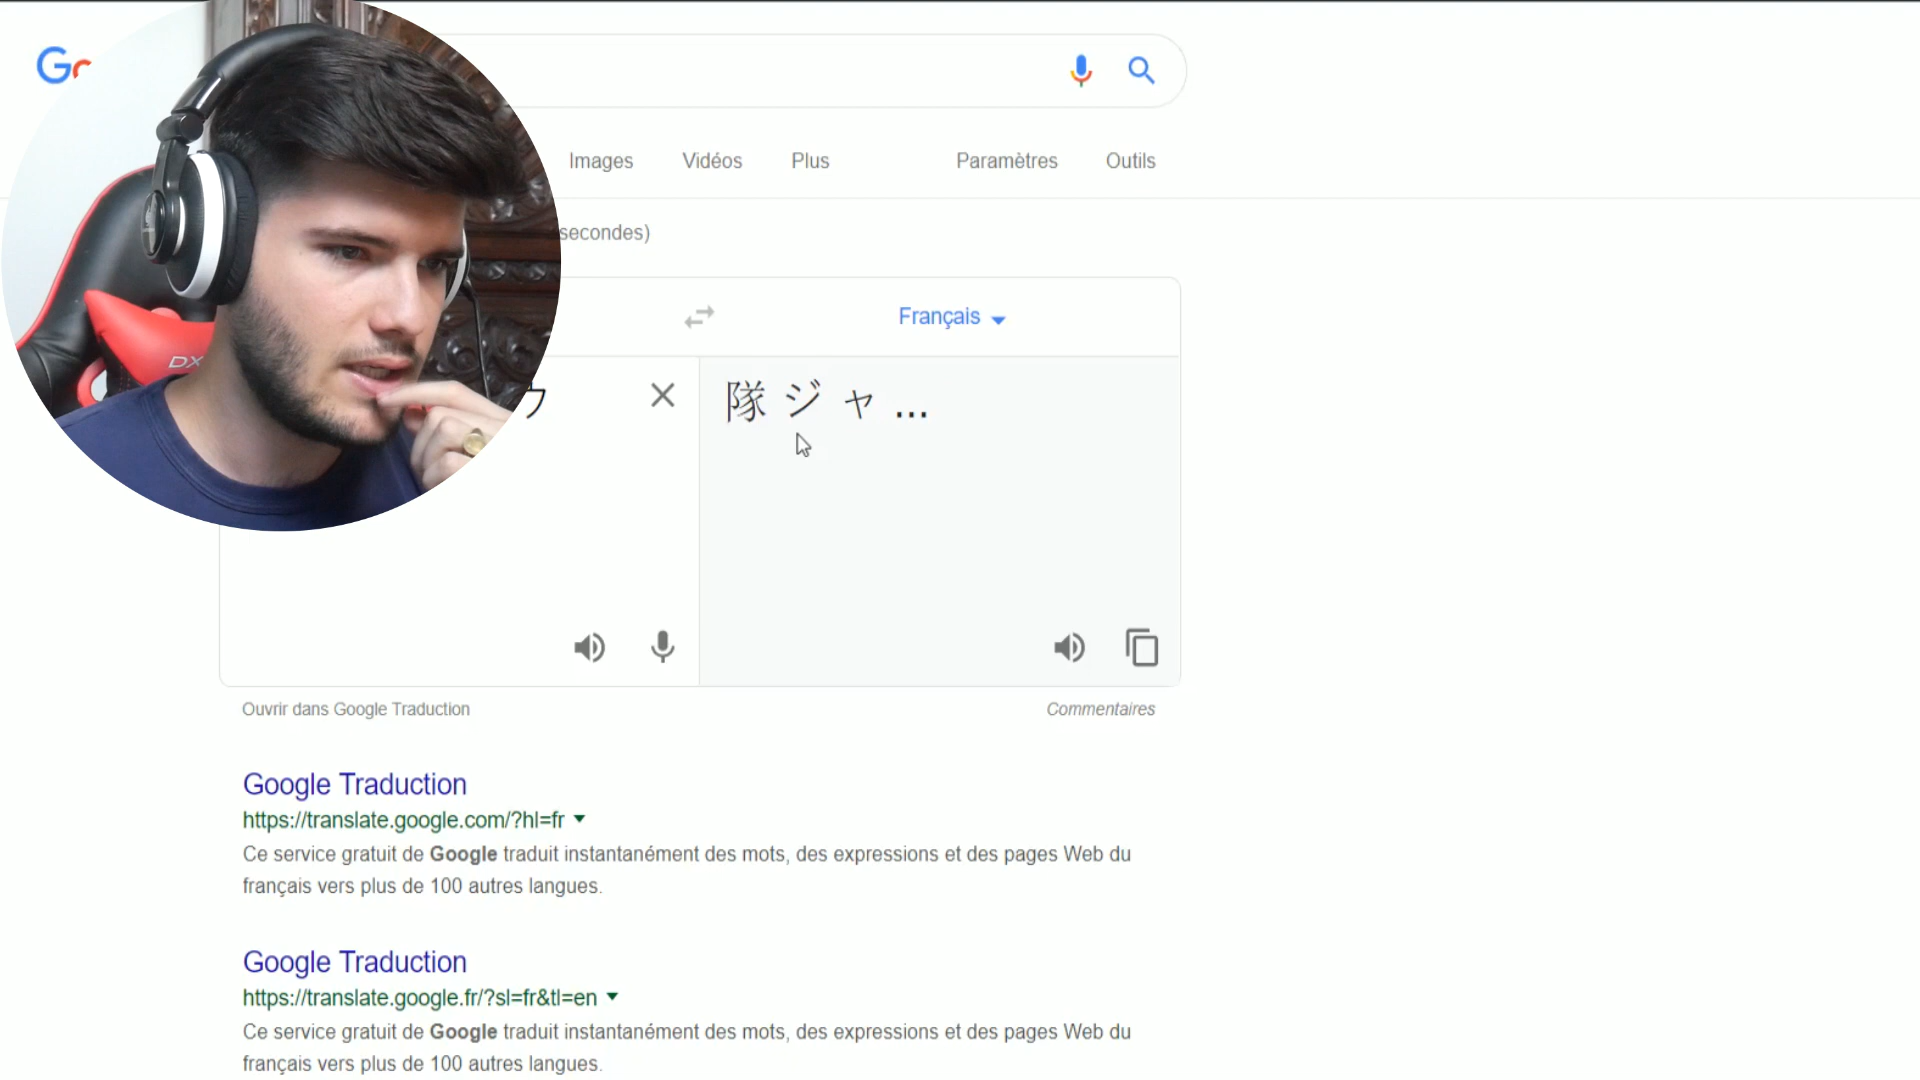 Go
Images Vidéos Plus Paramètres Outils
secondes)
Français
ウ 隊 ジ ャ ...
Ouvrir dans Google Traduction Commentaires
Google Traduction
https://translate.google.com/?hl=fr
Ce service gratuit de Google traduit instantanément des mots, des expressions et des pages Web du
français vers plus de 100 autres langues.
Google Traduction
https://translate.google.fr/?sl=fr&tl=en
Ce service gratuit de Google traduit instantanément des mots, des expressions et des pages Web du
français vers plus de 100 autres langues.
DX